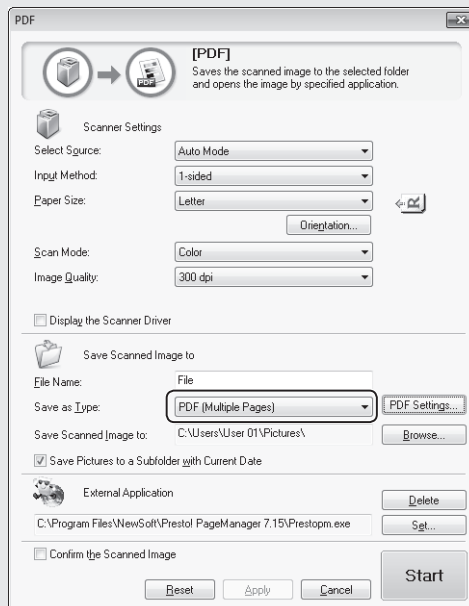 PDF
[PDF]
Saves the scanned image to the selected folder
and opens the image by specified application.
PDF
Scanner Settings
Select Source: Auto Mode
Input Method: 1-sided
Paper Size: Letter
R
Orientation...
Scan Mode: Color
Image Quality: 300 dpi
Display the Scanner Driver
Save Scanned Image to
File Name: File
Save as Type: PDF (Multiple Pages) PDF Settings...
Save Scanned Image to: C:\Users\User 01\Pictures\ Browse...
Save Pictures to a Subfolder with Current Date
External Application Delete
C:\Program Files\NewSoft\Presto! PageManager 7.15\Prestopm.exe Set...
Confirm the Scanned Image
Start
Reset Apply Cancel